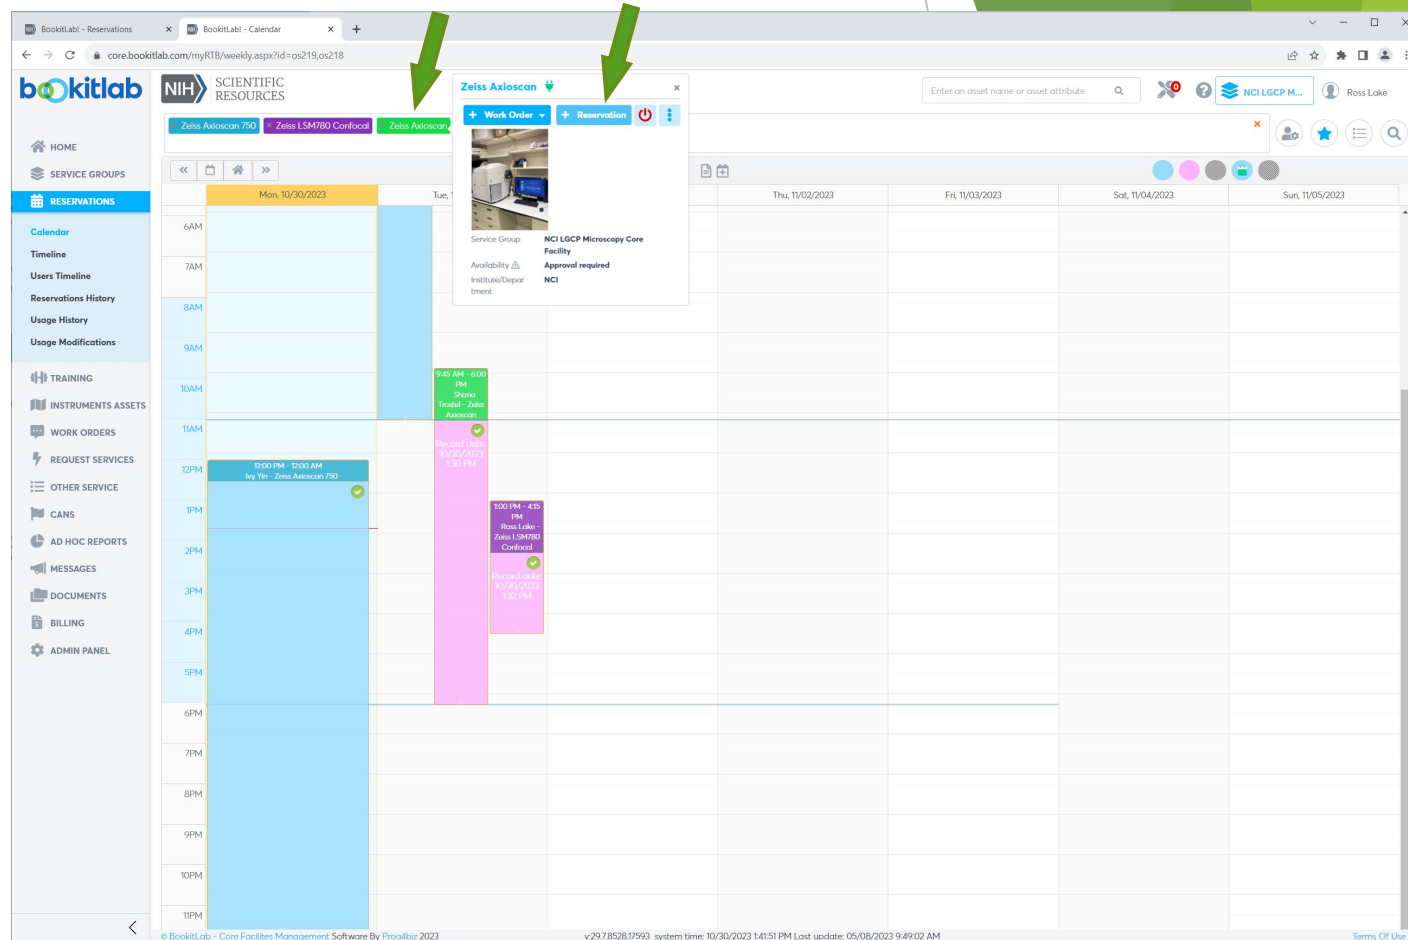 BookitLab! - Reservations
BookitLab! - Calendar
core.bookitlab.com/myRTB/weekly.aspx?id=os219,os218
bookitlab
NIH
SCIENTIFIC
RESOURCES
Enter an asset name or asset attribute
0
NCI LGCP M...
Ross Lake
Zeiss Axioscan 750
Zeiss LSM780 Confocal
Zeiss Axioscan
Zeiss Axioscan
+ Work Order
+ Reservation
Service Group
NCI LGCP Microscopy Core
Facility
Availability
Approval required
Institute/Depar
tment
NCI
HOME
SERVICE GROUPS
RESERVATIONS
Calendar
Timeline
Users Timeline
Reservations History
Usage History
Usage Modifications
TRAINING
INSTRUMENTS ASSETS
WORK ORDERS
REQUEST SERVICES
OTHER SERVICE
CANS
AD HOC REPORTS
MESSAGES
DOCUMENTS
BILLING
ADMIN PANEL
Mon, 10/30/2023
Tue, 1
Thu, 11/02/2023
Fri, 11/03/2023
Sat, 11/04/2023
Sun, 11/05/2023
6AM
7AM
8AM
9AM
10AM
11AM
12PM
1PM
2PM
3PM
4PM
5PM
6PM
7PM
8PM
9PM
10PM
11PM
12:00 PM - 12:00 AM
Ivy Yin - Zeiss Axioscan 750
9:45 AM - 6:00
PM
Shana
Trostel - Zeiss
Axioscan
Record date:
10/30/2023
1:30 PM
1:00 PM - 4:15
PM
Ross Lake -
Zeiss LSM780
Confocal
Record date:
10/30/2023
1:32 PM
© BookitLab - Core Facilites Management Software By Prog4biz 2023
v:29.7.8528.17593 system time: 10/30/2023 1:41:51 PM Last update: 05/08/2023 9:49:02 AM
Terms Of Use